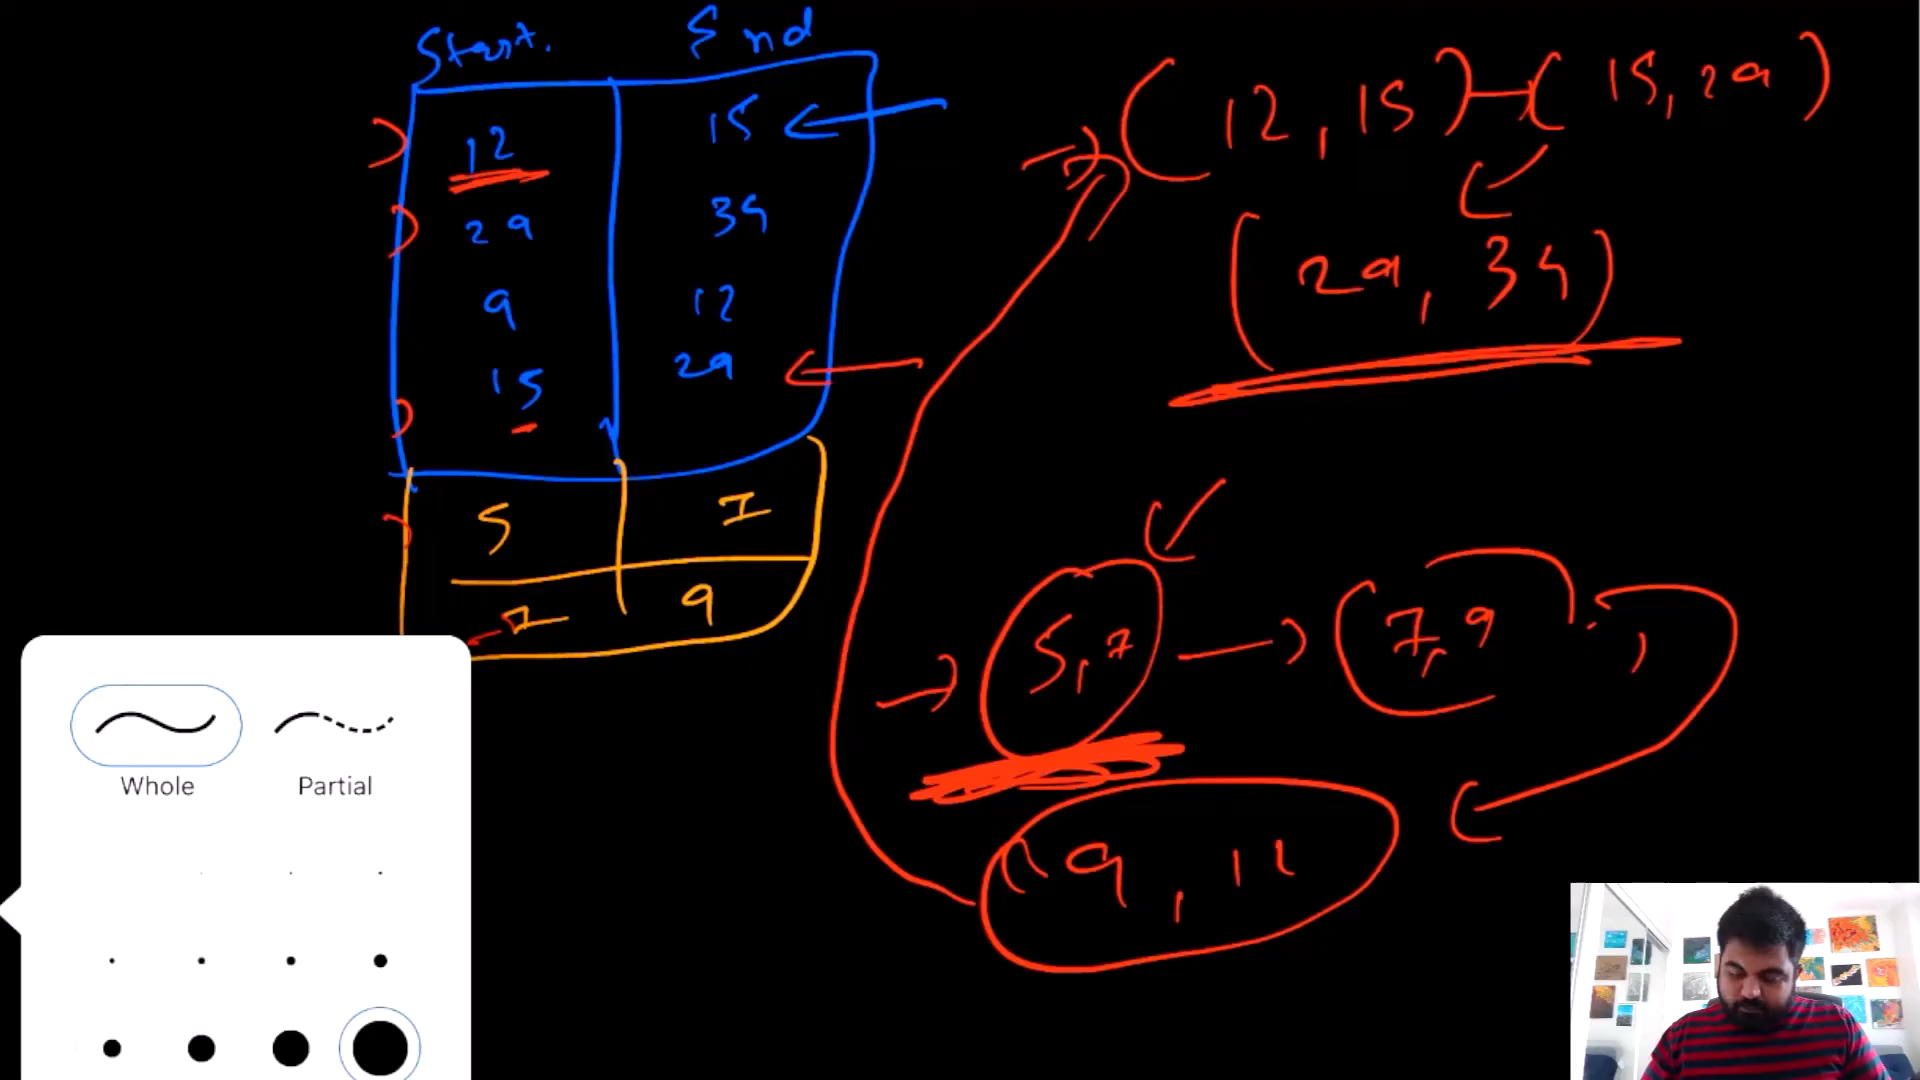 Start. End
12 15
29 34
9 12
15 29
5 7
7 9
(12, 15) (15, 29)
(29, 34)
5, 7 (7, 9
9, 12
Whole Partial